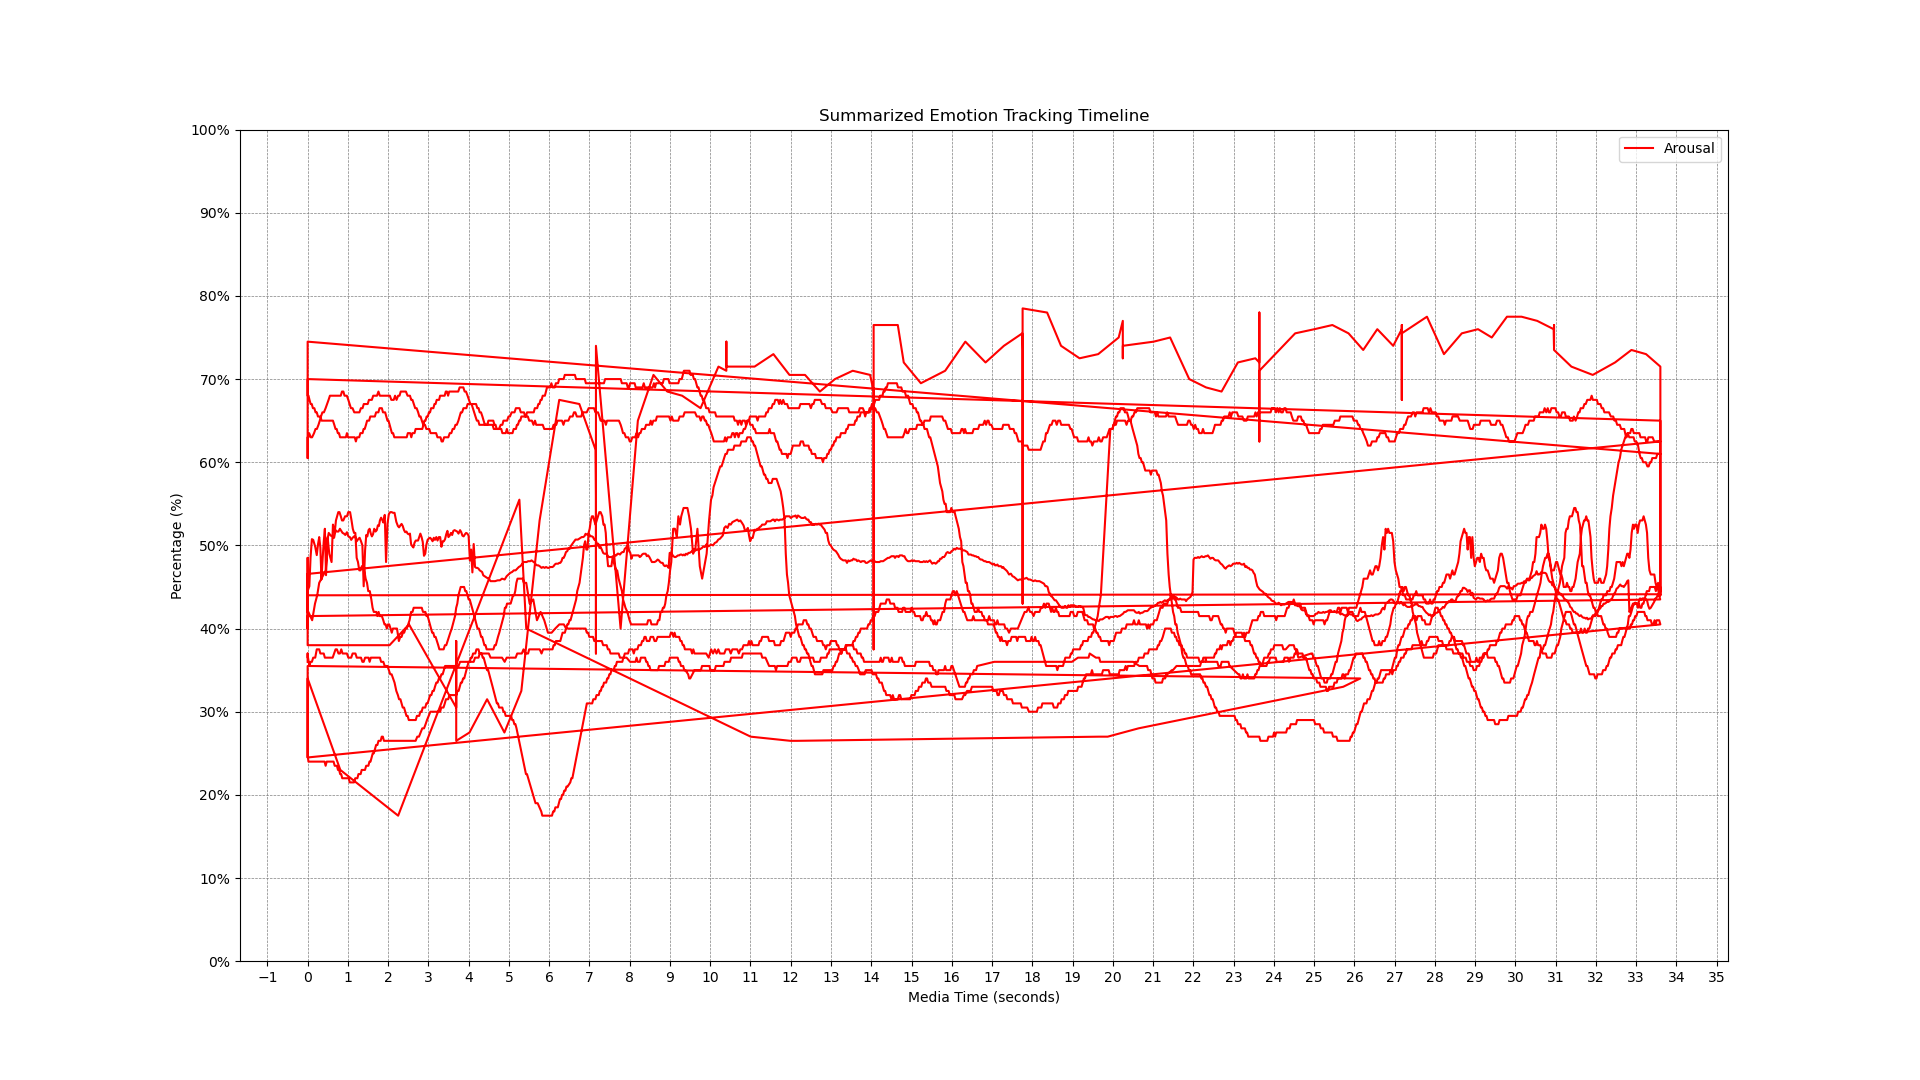 Summarized Emotion Tracking Timeline
Arousal
100%
90%
80%
70%
60%
50%
40%
30%
20%
10%
0%
Percentage (%)
−1 0 1 2 3 4 5 6 7 8 9 10 11 12 13 14 15 16 17 18 19 20 21 22 23 24 25 26 27 28 29 30 31 32 33 34 35
Media Time (seconds)